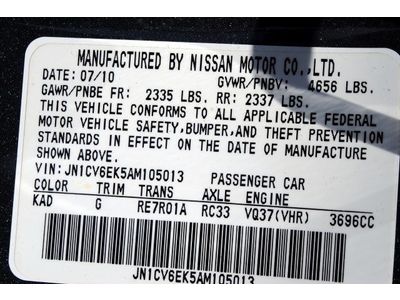 MANUFACTURED BY NISSAN MOTOR CO.,LTD.
DATE: 07/10 GVWR/PNBV: 4656 LBS.
GAWR/PNBE FR: 2335 LBS. RR: 2337 LBS.
THIS VEHICLE CONFORMS TO ALL APPLICABLE FEDERAL
MOTOR VEHICLE SAFETY, BUMPER, AND THEFT PREVENTION
STANDARDS IN EFFECT ON THE DATE OF MANUFACTURE
SHOWN ABOVE.
VIN: JN1CV6EK5AM105013 PASSENGER CAR
COLOR TRIM TRANS AXLE ENGINE
KAD G RE7R01A RC33 VQ37(VHR) 3696CC
JN1CV6EK5AM105013